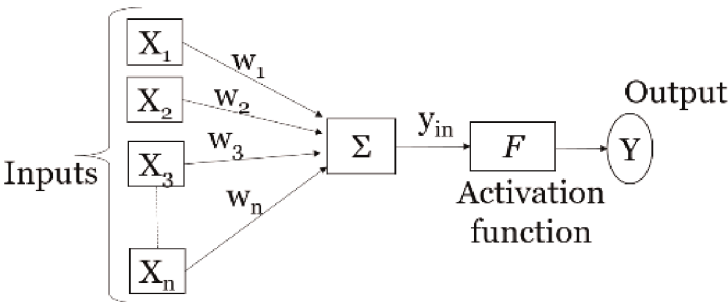 Inputs
X₁
X₂
X₃
Xₙ
w₁
w₂
w₃
wₙ
Σ
yᵢₙ
F
Activation
function
Output
Y